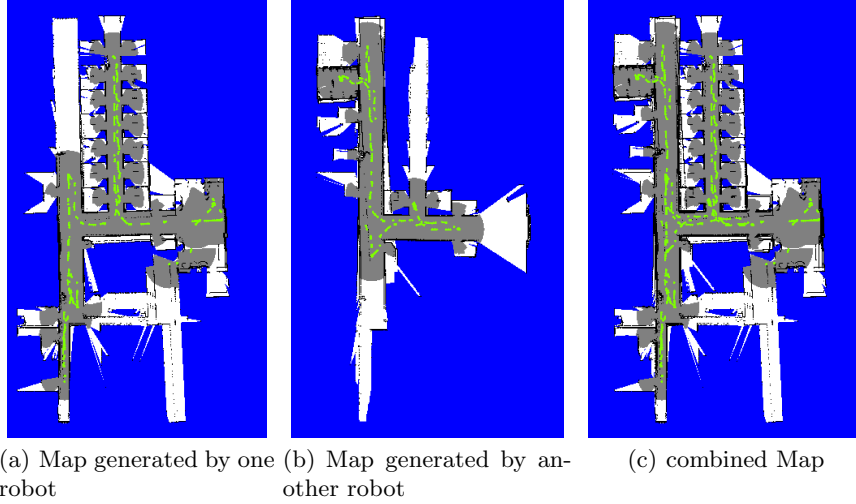 (a) Map generated by one
robot
(b) Map generated by an-
other robot
(c) combined Map